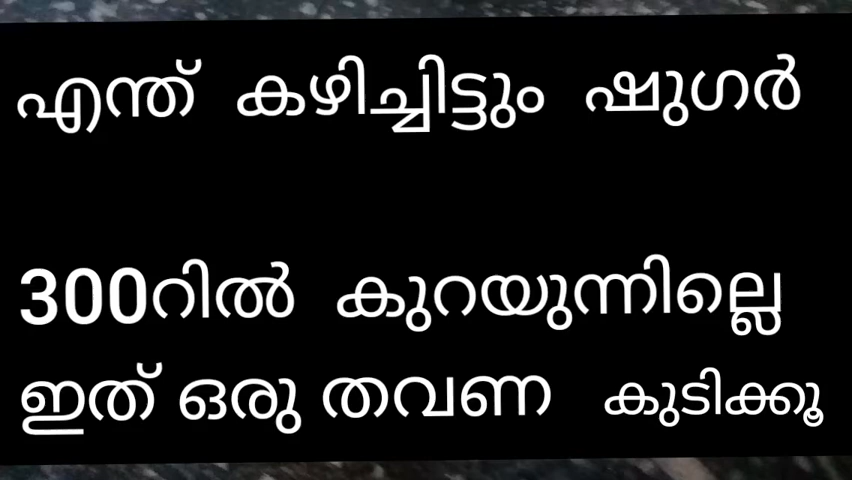 എന്ത് കഴിച്ചിട്ടും ഷുഗർ
300റിൽ കുറയുന്നില്ലെ
ഇത് ഒരു തവണ കുടിക്കൂ